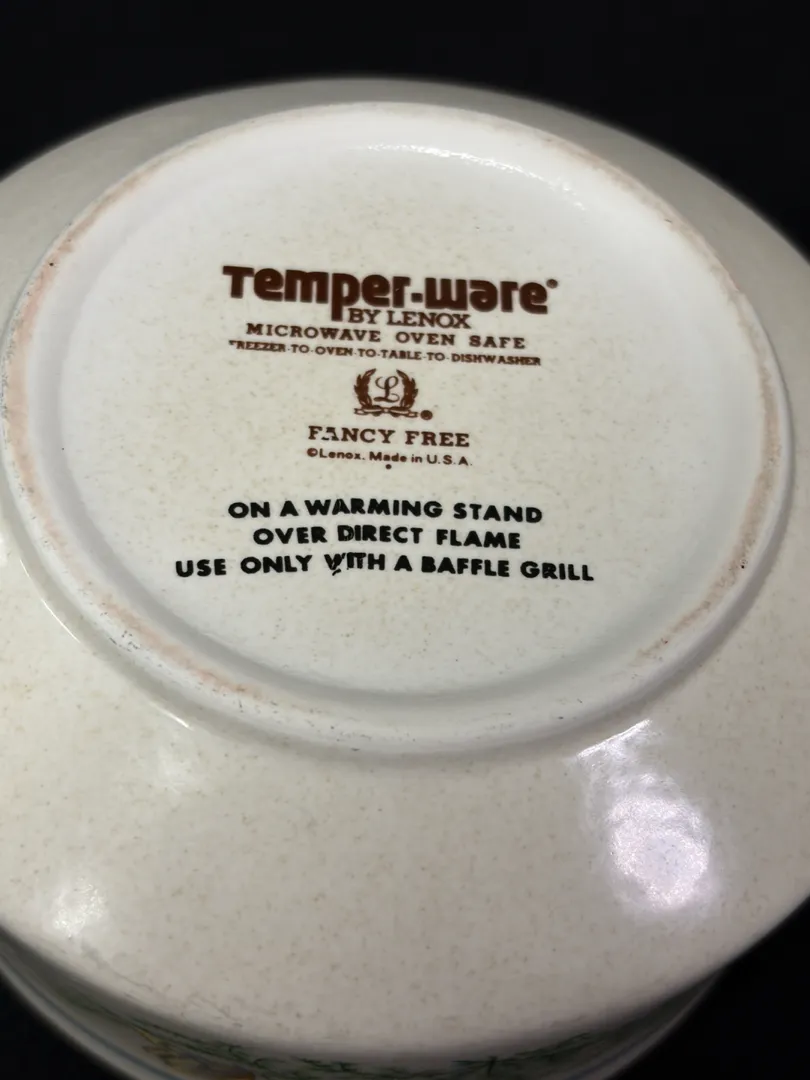 Temper-ware®
BY LENOX
MICROWAVE OVEN SAFE
FREEZER-TO-OVEN-TO-TABLE-TO-DISHWASHER
L
®
FANCY FREE
©Lenox. Made in U.S.A.
ON A WARMING STAND
OVER DIRECT FLAME
USE ONLY WITH A BAFFLE GRILL